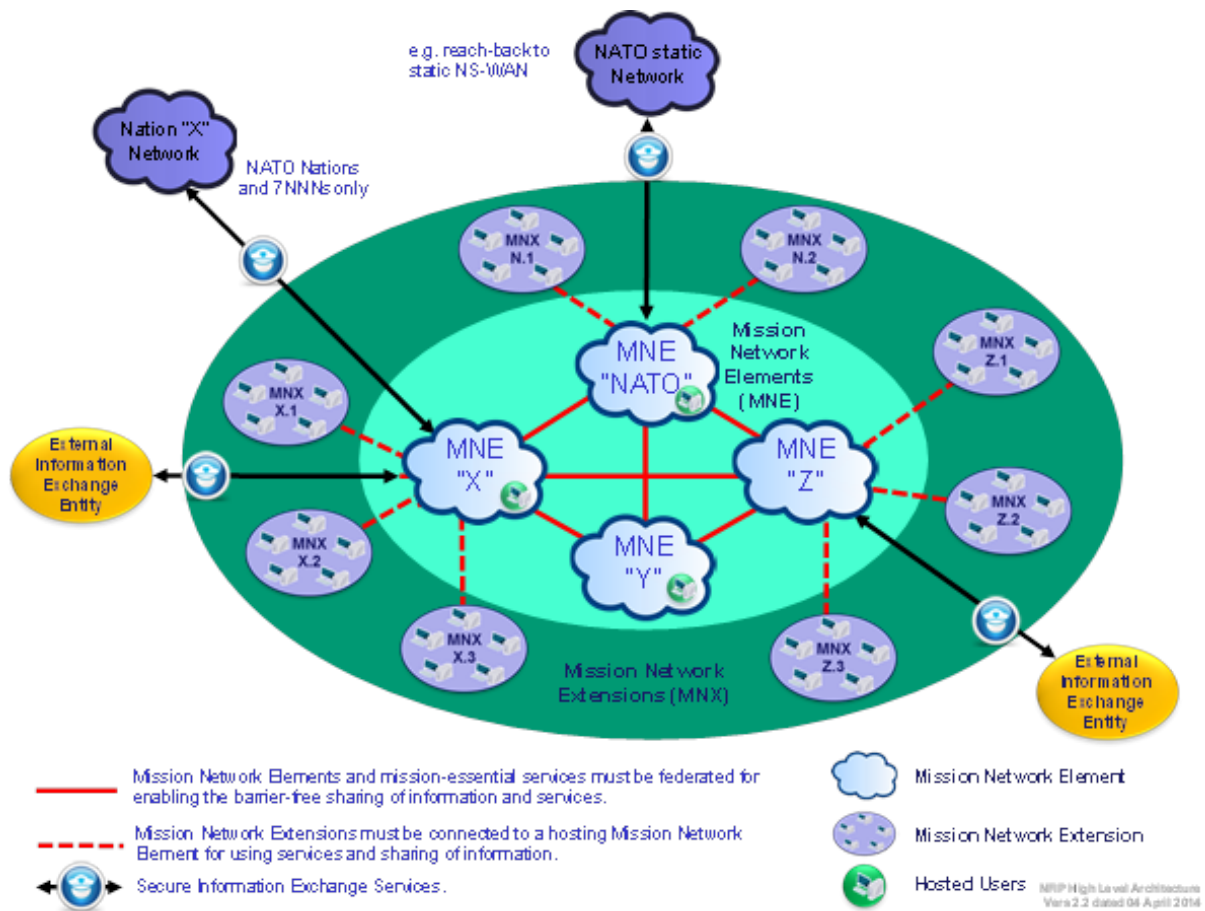 e.g. reach-back to
static NS-WAN
NATO static
Network
Nation "X"
Network
NATO Nations
and 7NNNs only
MNX
N.1
MNX
N.2
MNE
"NATO"
Mission
Network
Elements
(MNE)
MNX
Z.1
MNX
X.1
External
Information
Exchange
Entity
MNE
"X"
MNE
"Z"
MNX
Z.2
MNX
X.2
MNE
"Y"
MNX
X.3
MNX
Z.3
Mission Network
Extensions (MNX)
External
Information
Exchange
Entity
Mission Network Elements and mission-essential services must be federated for
enabling the barrier-free sharing of information and services.
Mission Network Element
Mission Network Extensions must be connected to a hosting Mission Network
Element for using services and sharing of information.
Mission Network Extension
Secure Information Exchange Services.
Hosted Users
NRP High Level Architecture
Vers 2.2 dated 04 April 2014